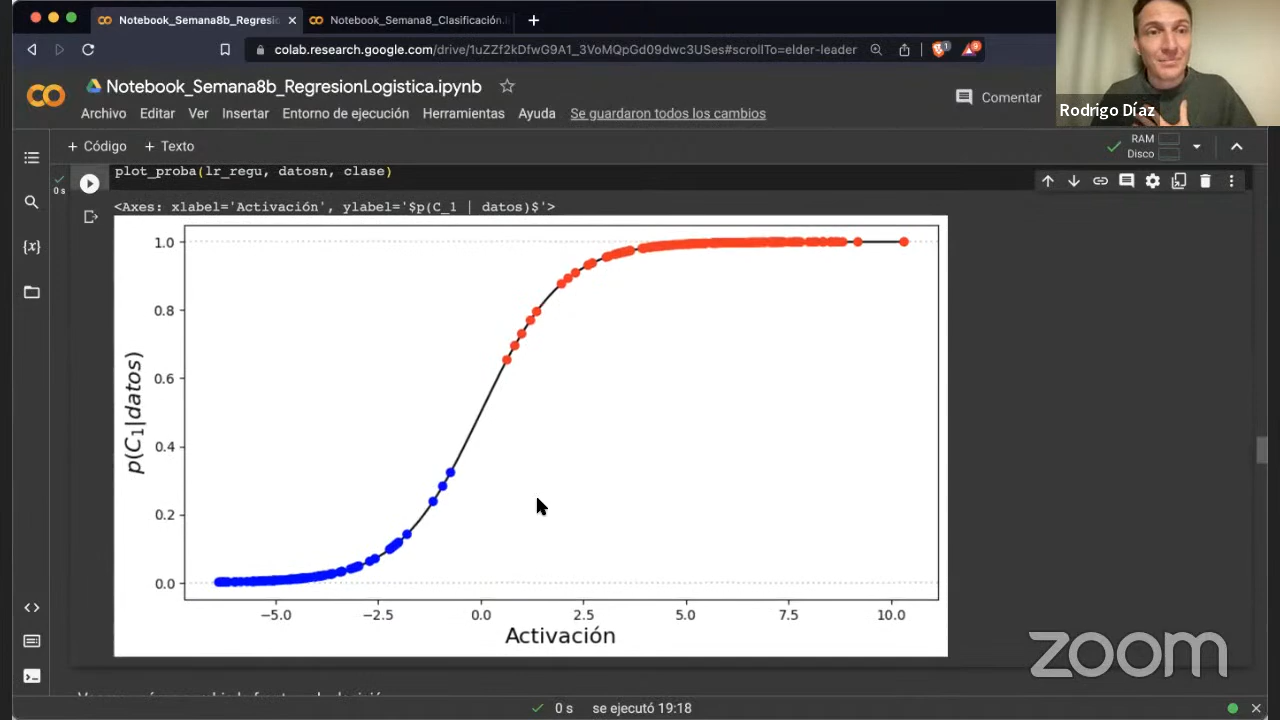 Notebook_Semana8b_Regresi
Notebook_Semana8_Clasificación.i
colab.research.google.com/drive/1uZZf2kDfwG9A1_3VoMQpGd09dwc3USes#scrollTo=elder-leader
1
9
Rodrigo Díaz
Notebook_Semana8b_RegresionLogistica.ipynb
Archivo Editar Ver Insertar Entorno de ejecución Herramientas Ayuda Se guardaron todos los cambios
Comentar
+ Código + Texto
RAM
Disco
0 s
plot_proba(lr_regu, datosn, clase)
<Axes: xlabel='Activación', ylabel='$p(C_1 | datos)$'>
1.0
0.8
0.6
0.4
0.2
0.0
p(C₁|datos)
−5.0 −2.5 0.0 2.5 5.0 7.5 10.0
Activación
zoom
0 s se ejecutó 19:18